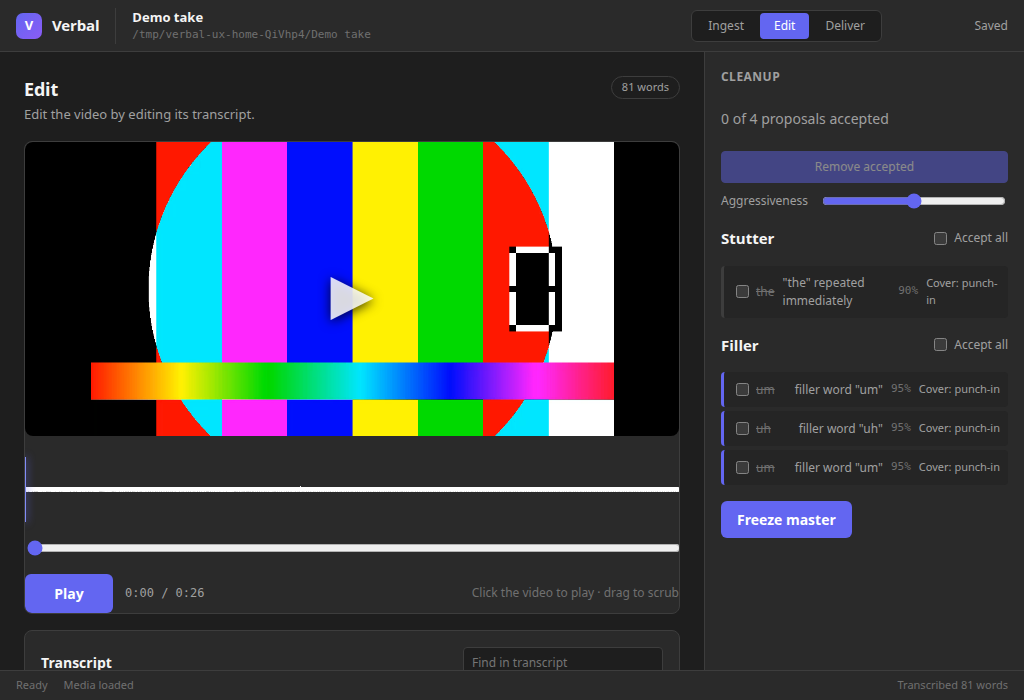 V Verbal
Demo take
/tmp/verbal-ux-home-QiVhp4/Demo take
Ingest Edit Deliver
Saved
Edit
81 words
Edit the video by editing its transcript.
0
Play 0:00 / 0:26 Click the video to play · drag to scrub
Transcript
Find in transcript
CLEANUP
0 of 4 proposals accepted
Remove accepted
Aggressiveness
Stutter Accept all
the "the" repeated immediately 90% Cover: punch-in
Filler Accept all
um filler word "um" 95% Cover: punch-in
uh filler word "uh" 95% Cover: punch-in
um filler word "um" 95% Cover: punch-in
Freeze master
Ready Media loaded Transcribed 81 words